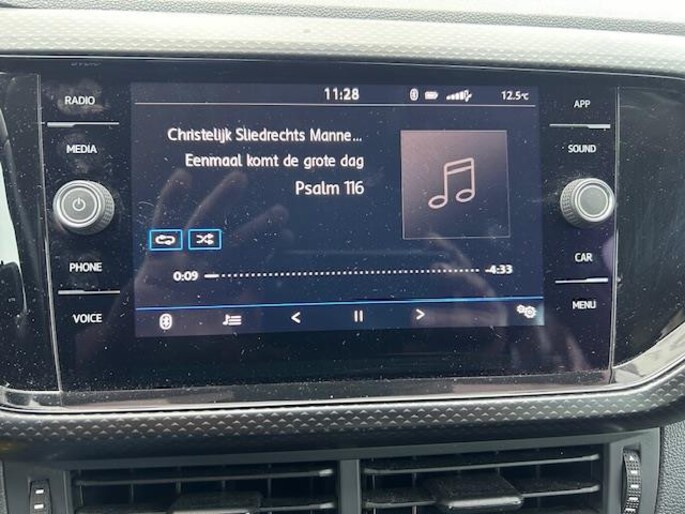 RADIO
MEDIA
PHONE
VOICE
11:28
12.5°C
Christelijk Sliedrechts Manne...
Eenmaal komt de grote dag
Psalm 116
0:09
-4:33
APP
SOUND
CAR
MENU